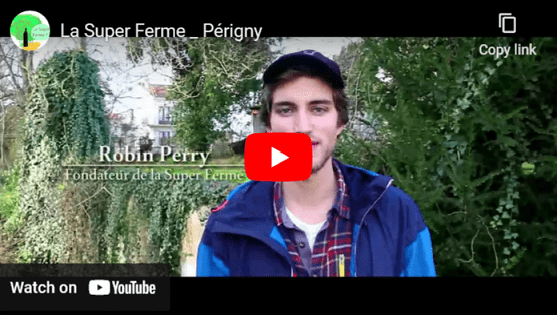 La Super Ferme _ Périgny
Copy link
Robin Perry
Fondateur de la Super Ferme
Watch on YouTube